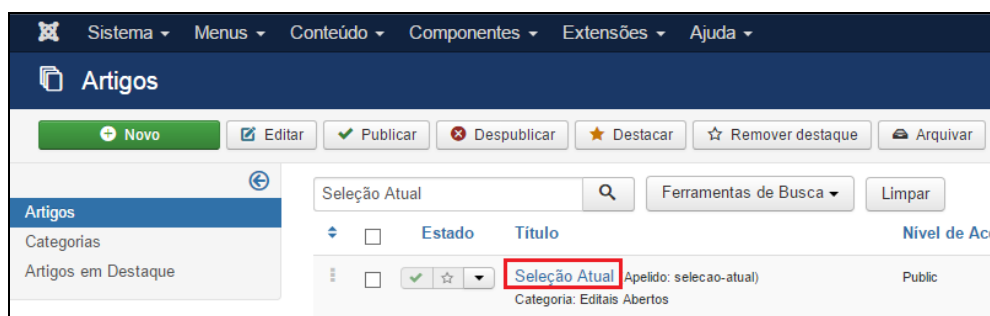 Sistema Menus Conteúdo Componentes Extensões Ajuda
Artigos
Novo Editar Publicar Despublicar Destacar Remover destaque Arquivar
Seleção Atual Ferramentas de Busca Limpar
Artigos
Categorias
Artigos em Destaque
Estado Título Nível de Ac
Seleção Atual (Apelido: selecao-atual) Public
Categoria: Editais Abertos